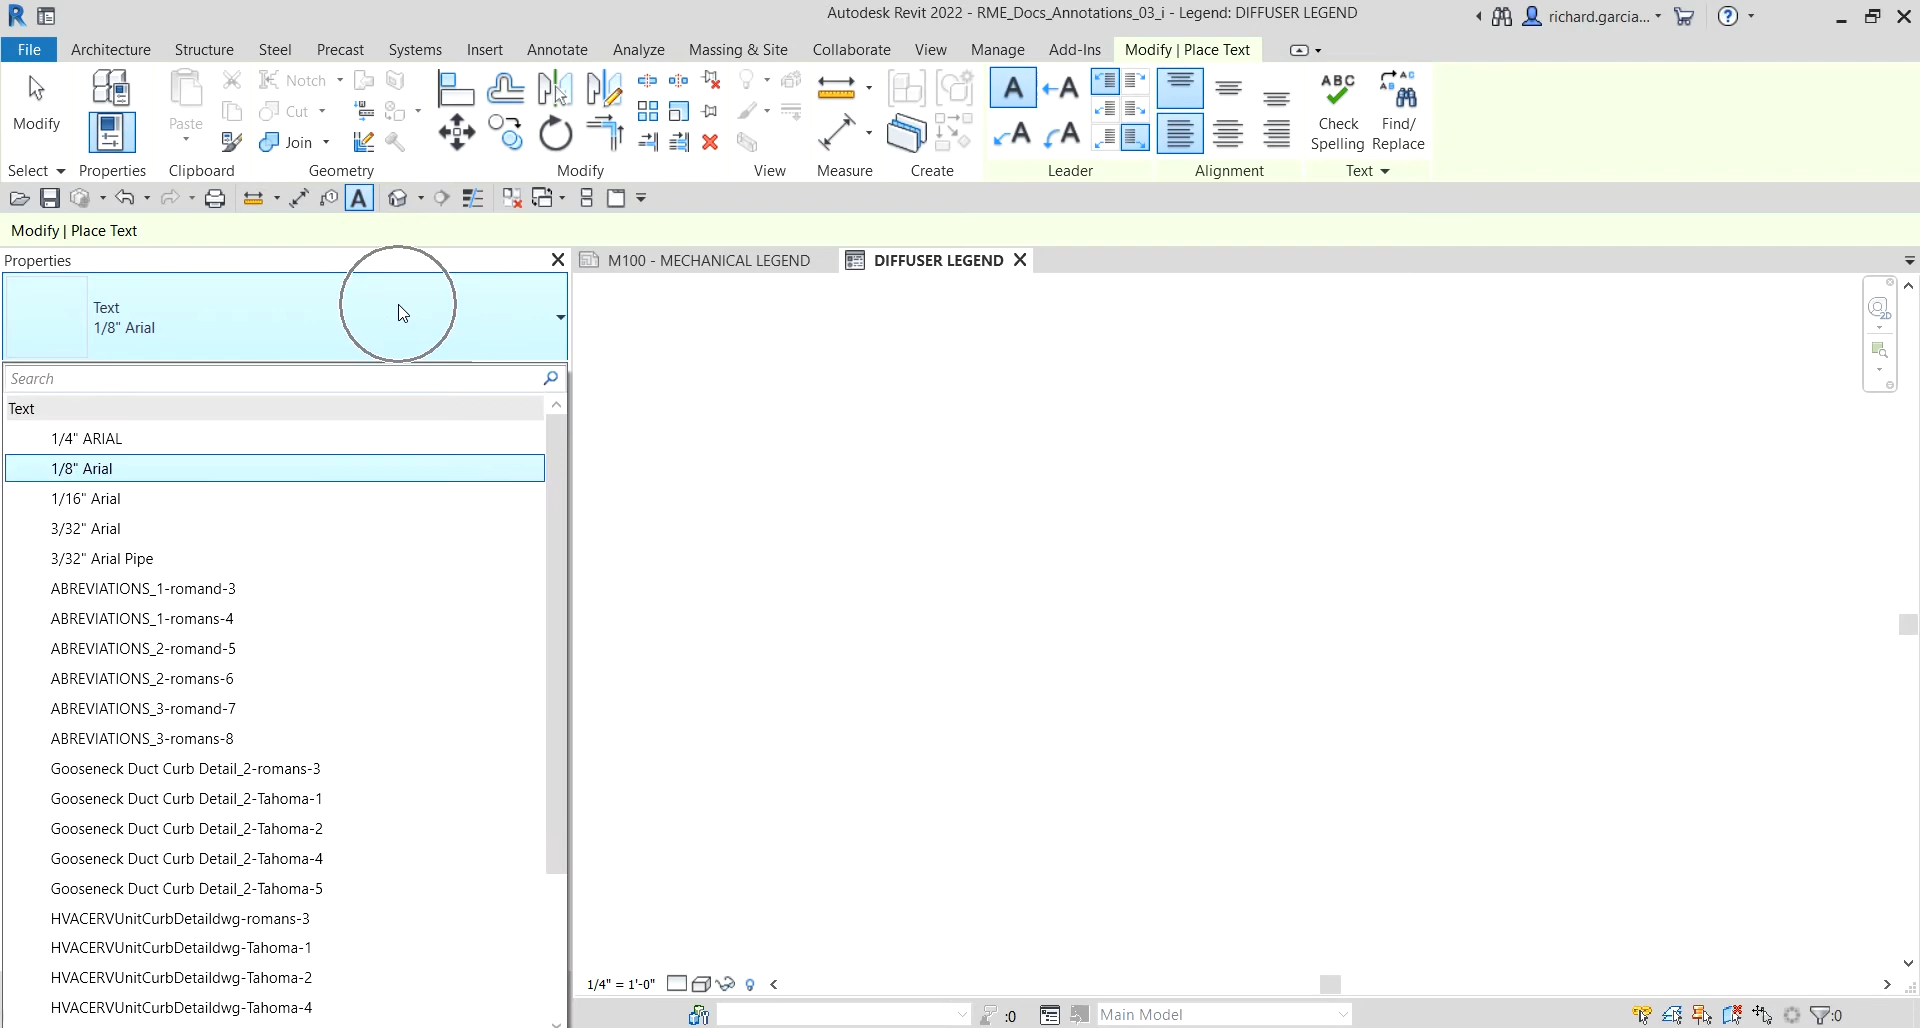 Autodesk Revit 2022 - RME_Docs_Annotations_03_i - Legend: DIFFUSER LEGEND
richard.garcia...
File Architecture Structure Steel Precast Systems Insert Annotate Analyze Massing & Site Collaborate View Manage Add-Ins Modify | Place Text
Notch
Cut
Join
Modify
Paste
Check
Spelling
Find/
Replace
Select Properties Clipboard Geometry Modify View Measure Create Leader Alignment Text
Modify | Place Text
Properties
M100 - MECHANICAL LEGEND
DIFFUSER LEGEND
Text
1/8" Arial
Search
Text
1/4" ARIAL
1/8" Arial
1/16" Arial
3/32" Arial
3/32" Arial Pipe
ABREVIATIONS_1-romand-3
ABREVIATIONS_1-romans-4
ABREVIATIONS_2-romand-5
ABREVIATIONS_2-romans-6
ABREVIATIONS_3-romand-7
ABREVIATIONS_3-romans-8
Gooseneck Duct Curb Detail_2-romans-3
Gooseneck Duct Curb Detail_2-Tahoma-1
Gooseneck Duct Curb Detail_2-Tahoma-2
Gooseneck Duct Curb Detail_2-Tahoma-4
Gooseneck Duct Curb Detail_2-Tahoma-5
HVACERVUnitCurbDetaildwg-romans-3
HVACERVUnitCurbDetaildwg-Tahoma-1
HVACERVUnitCurbDetaildwg-Tahoma-2
HVACERVUnitCurbDetaildwg-Tahoma-4
1/4" = 1'-0"
:0
Main Model
:0